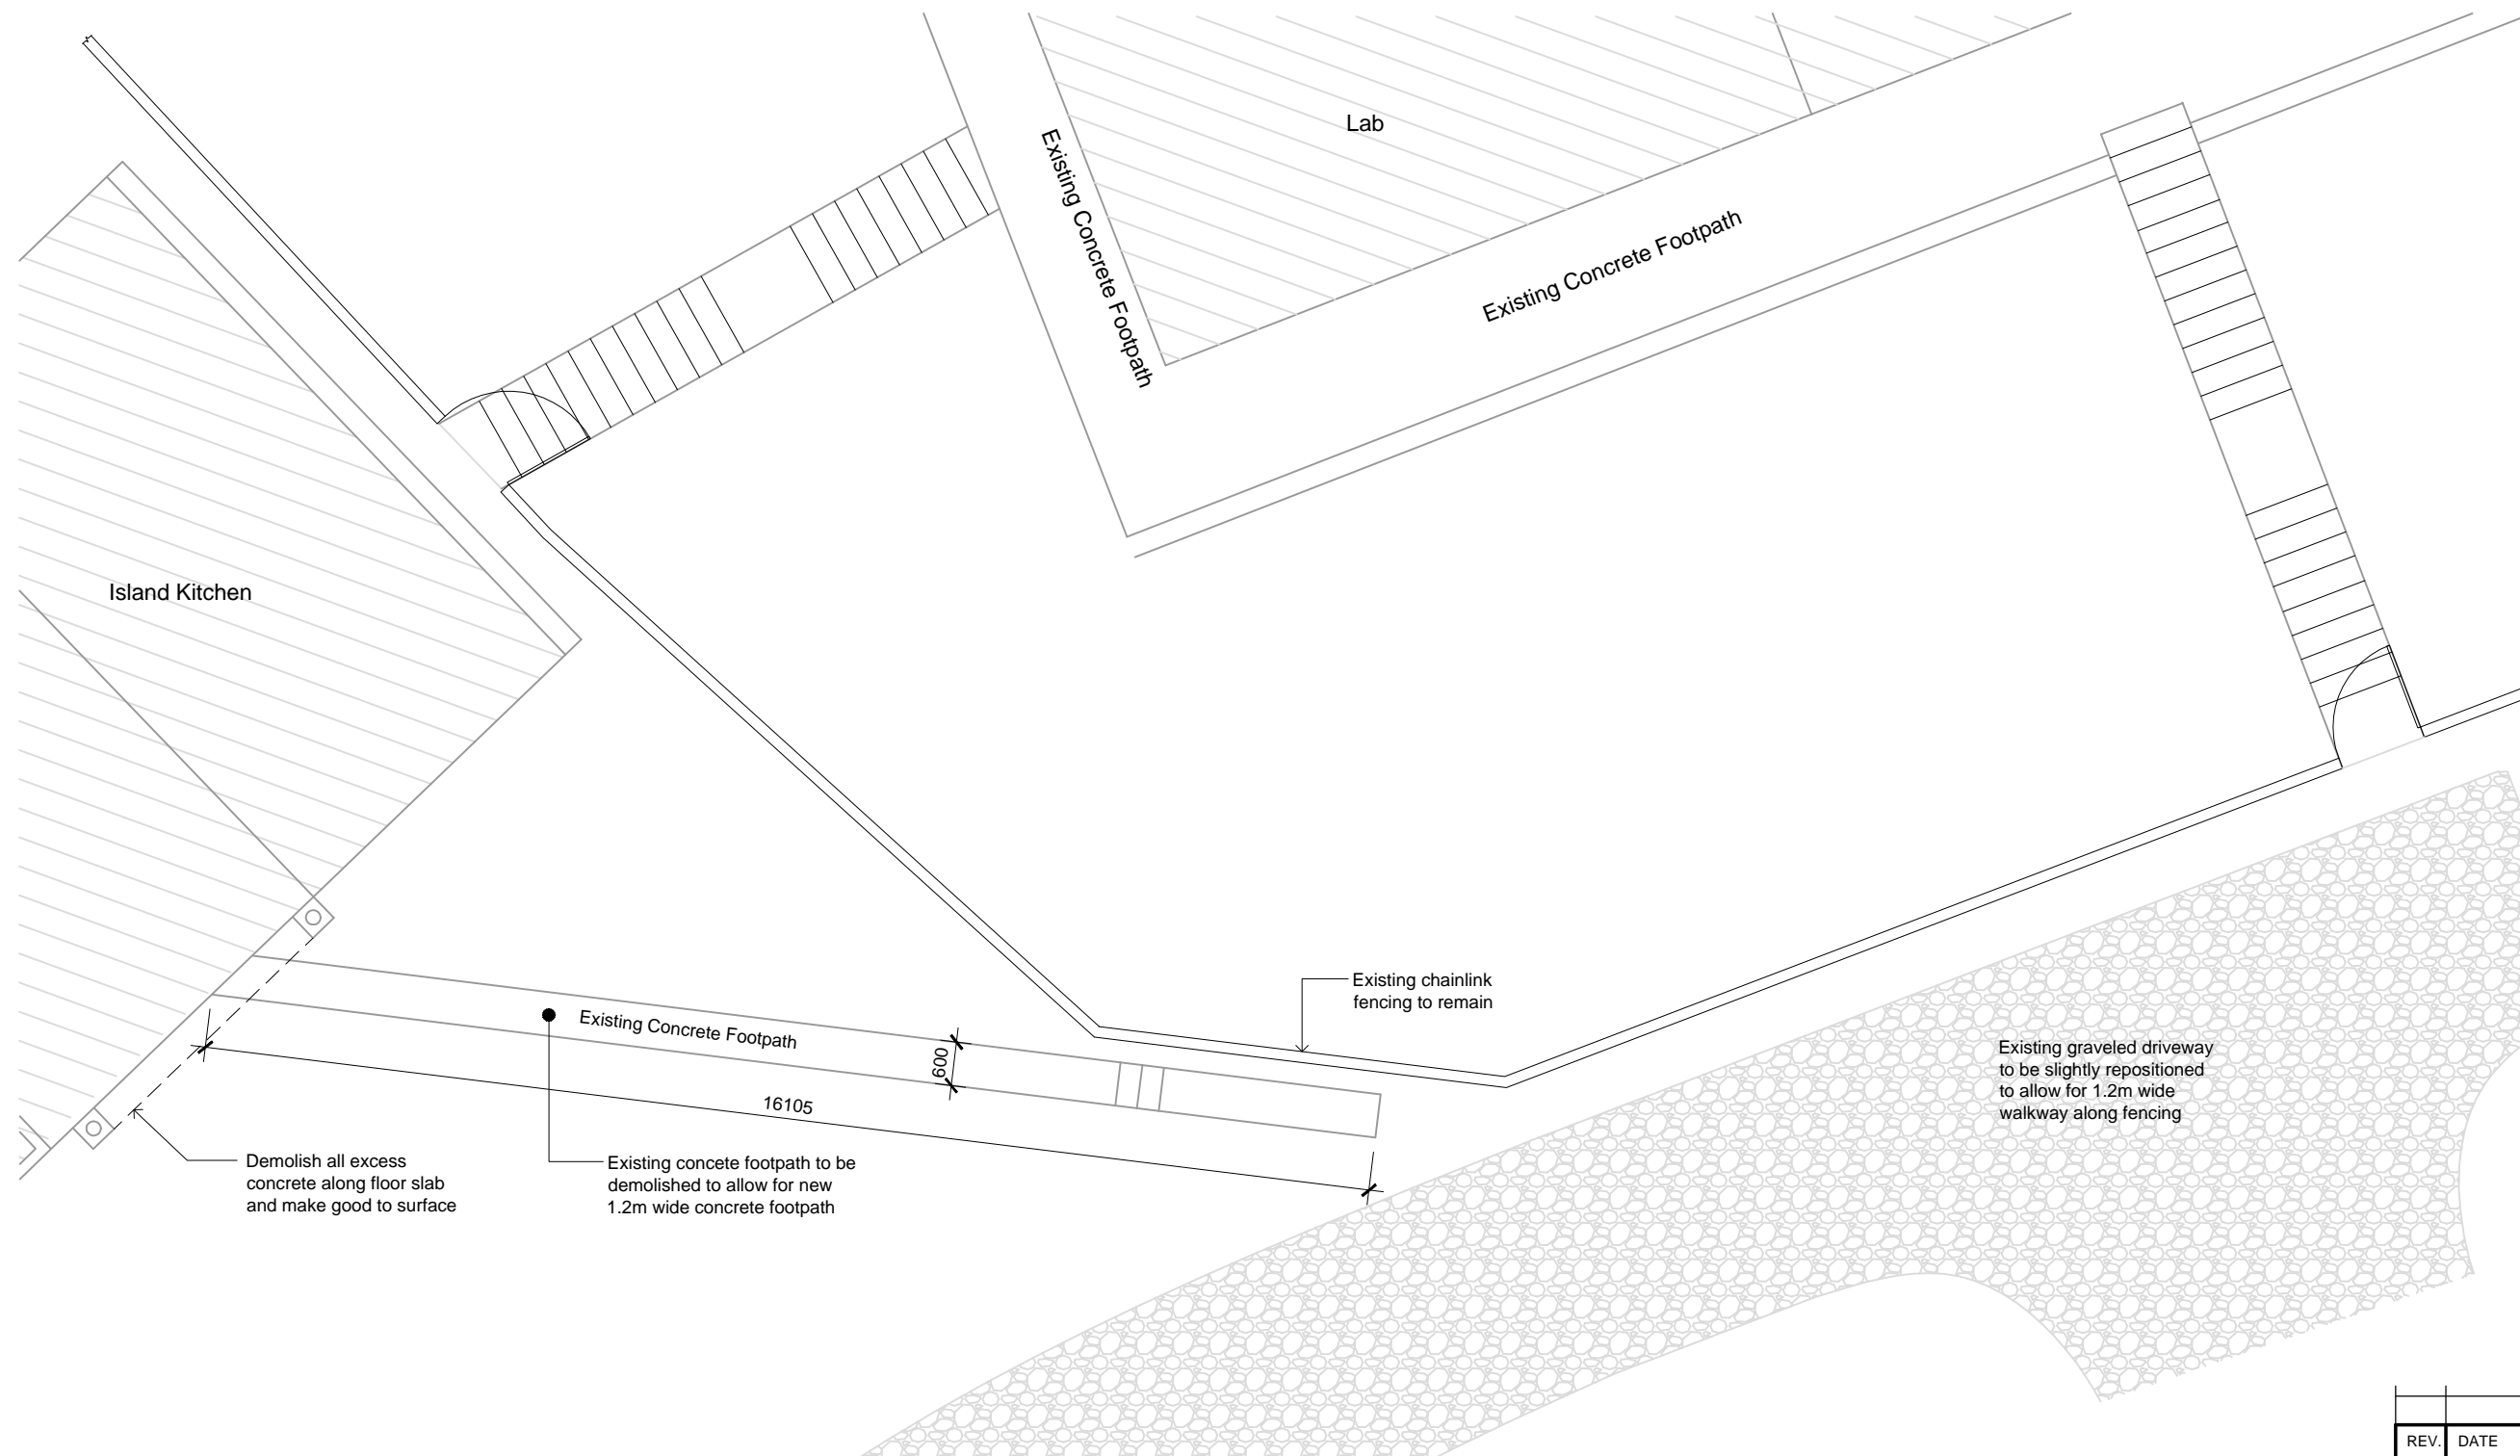 Lab
Existing Concrete Footpath
Existing Concrete Footpath
Island Kitchen
Existing chainlink
fencing to remain
Existing Concrete Footpath
600
16105
Existing graveled driveway
to be slightly repositioned
to allow for 1.2m wide
walkway along fencing
Demolish all excess
concrete along floor slab
and make good to surface
Existing concete footpath to be
demolished to allow for new
1.2m wide concrete footpath
REV. DATE